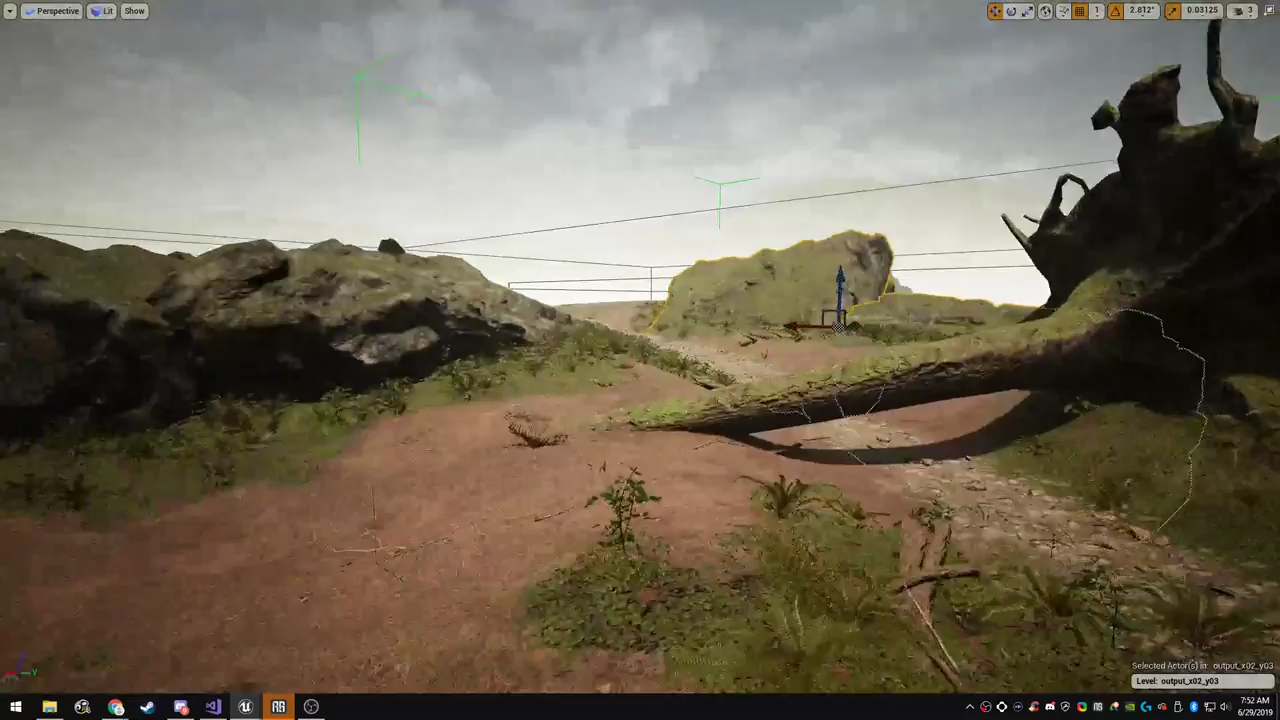 Perspective Lit Show 1 2.812° 0.03125 3
Selected Actor(s) in: output_x02_y03
Level: output_x02_y03
7:52 AM
6/29/2019